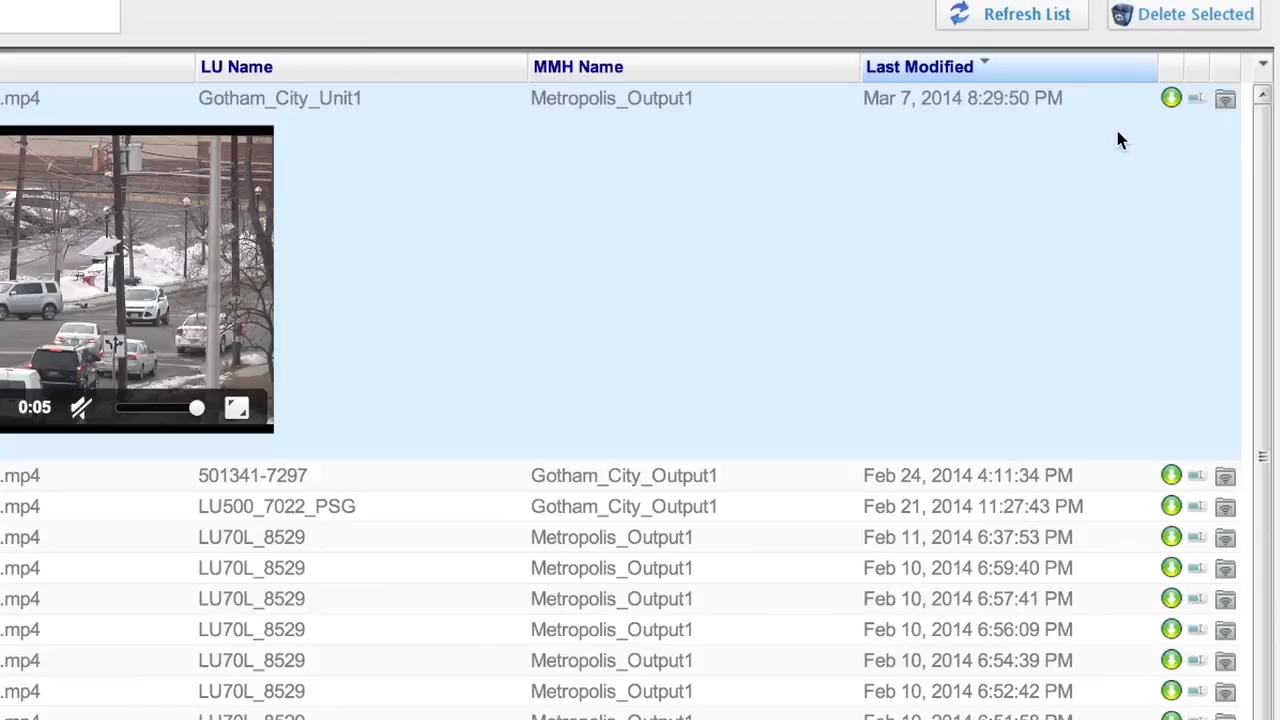 Refresh List Delete Selected
LU Name MMH Name Last Modified
.mp4 Gotham_City_Unit1 Metropolis_Output1 Mar 7, 2014 8:29:50 PM
0:05
.mp4 501341-7297 Gotham_City_Output1 Feb 24, 2014 4:11:34 PM
.mp4 LU500_7022_PSG Gotham_City_Output1 Feb 21, 2014 11:27:43 PM
.mp4 LU70L_8529 Metropolis_Output1 Feb 11, 2014 6:37:53 PM
.mp4 LU70L_8529 Metropolis_Output1 Feb 10, 2014 6:59:40 PM
.mp4 LU70L_8529 Metropolis_Output1 Feb 10, 2014 6:57:41 PM
.mp4 LU70L_8529 Metropolis_Output1 Feb 10, 2014 6:56:09 PM
.mp4 LU70L_8529 Metropolis_Output1 Feb 10, 2014 6:54:39 PM
.mp4 LU70L_8529 Metropolis_Output1 Feb 10, 2014 6:52:42 PM